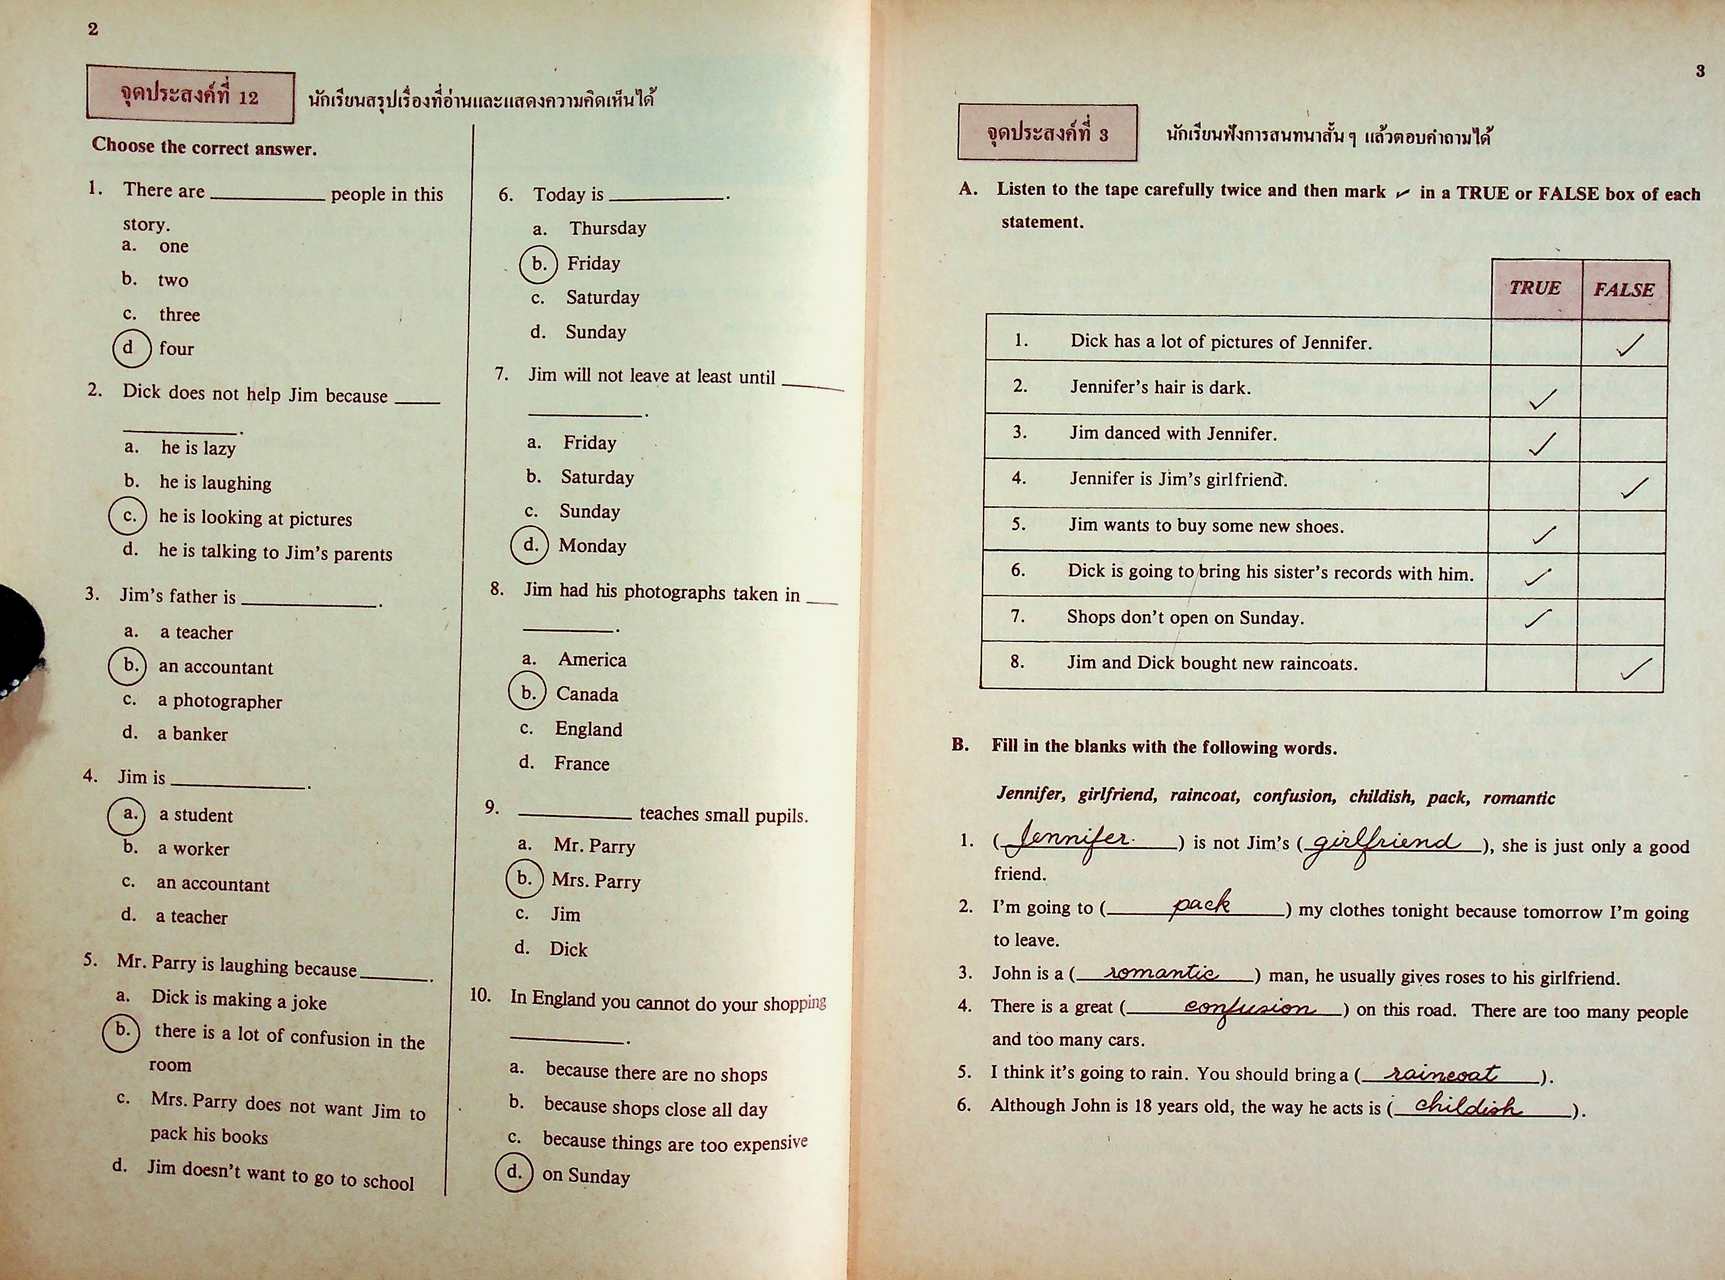 2
จุดประสงค์ที่ 12 นักเรียนสรุปเรื่องที่อ่านและแสดงความคิดเห็นได้
Choose the correct answer.
1. There are ____________ people in this
story.
a. one
b. two
c. three
d four
2. Dick does not help Jim because _____
____________.
a. he is lazy
b. he is laughing
c. he is looking at pictures
d. he is talking to Jim's parents
3. Jim's father is ______________.
a. a teacher
b. an accountant
c. a photographer
d. a banker
4. Jim is ______________.
a. a student
b. a worker
c. an accountant
d. a teacher
5. Mr. Parry is laughing because _______.
a. Dick is making a joke
b. there is a lot of confusion in the
room
c. Mrs. Parry does not want Jim to
pack his books
d. Jim doesn't want to go to school
6. Today is ____________.
a. Thursday
b. Friday
c. Saturday
d. Sunday
7. Jim will not leave at least until ______
____________.
a. Friday
b. Saturday
c. Sunday
d. Monday
8. Jim had his photographs taken in ___
__________.
a. America
b. Canada
c. England
d. France
9. ____________ teaches small pupils.
a. Mr. Parry
b. Mrs. Parry
c. Jim
d. Dick
10. In England you cannot do your shopping
____________.
a. because there are no shops
b. because shops close all day
c. because things are too expensive
d. on Sunday
3
จุดประสงค์ที่ 3 นักเรียนฟังการสนทนาสั้น ๆ แล้วตอบคำถามได้
A. Listen to the tape carefully twice and then mark ✓ in a TRUE or FALSE box of each
statement.
TRUE FALSE
1. Dick has a lot of pictures of Jennifer. ✓
2. Jennifer's hair is dark. ✓
3. Jim danced with Jennifer. ✓
4. Jennifer is Jim's girlfriend. ✓
5. Jim wants to buy some new shoes. ✓
6. Dick is going to bring his sister's records with him. ✓
7. Shops don't open on Sunday. ✓
8. Jim and Dick bought new raincoats. ✓
B. Fill in the blanks with the following words.
Jennifer, girlfriend, raincoat, confusion, childish, pack, romantic
1. (Jennifer.) is not Jim's (girlfriend), she is just only a good
friend.
2. I'm going to (pack) my clothes tonight because tomorrow I'm going
to leave.
3. John is a (romantic) man, he usually gives roses to his girlfriend.
4. There is a great (confusion) on this road. There are too many people
and too many cars.
5. I think it's going to rain. You should bring a (raincoat).
6. Although John is 18 years old, the way he acts is (childish).